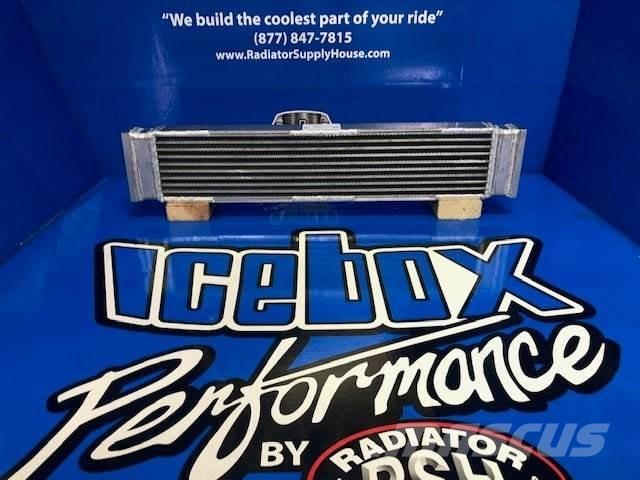 "We build the coolest part of your ride"
(877) 847-7815
www.RadiatorSupplyHouse.com
Icebox
Performance
BY
RADIATOR
RSH